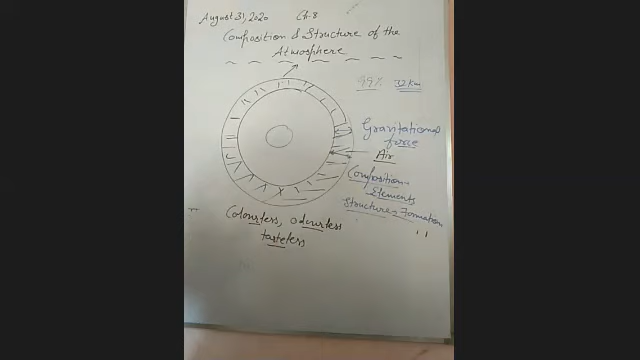 August 31, 2020 Ch-8
Composition & Structure of the
Atmosphere
99% 32 Km
Gravitational
force
Air
Composition-
Elements
Structure - Formation
Colourless, odourless
tasteless